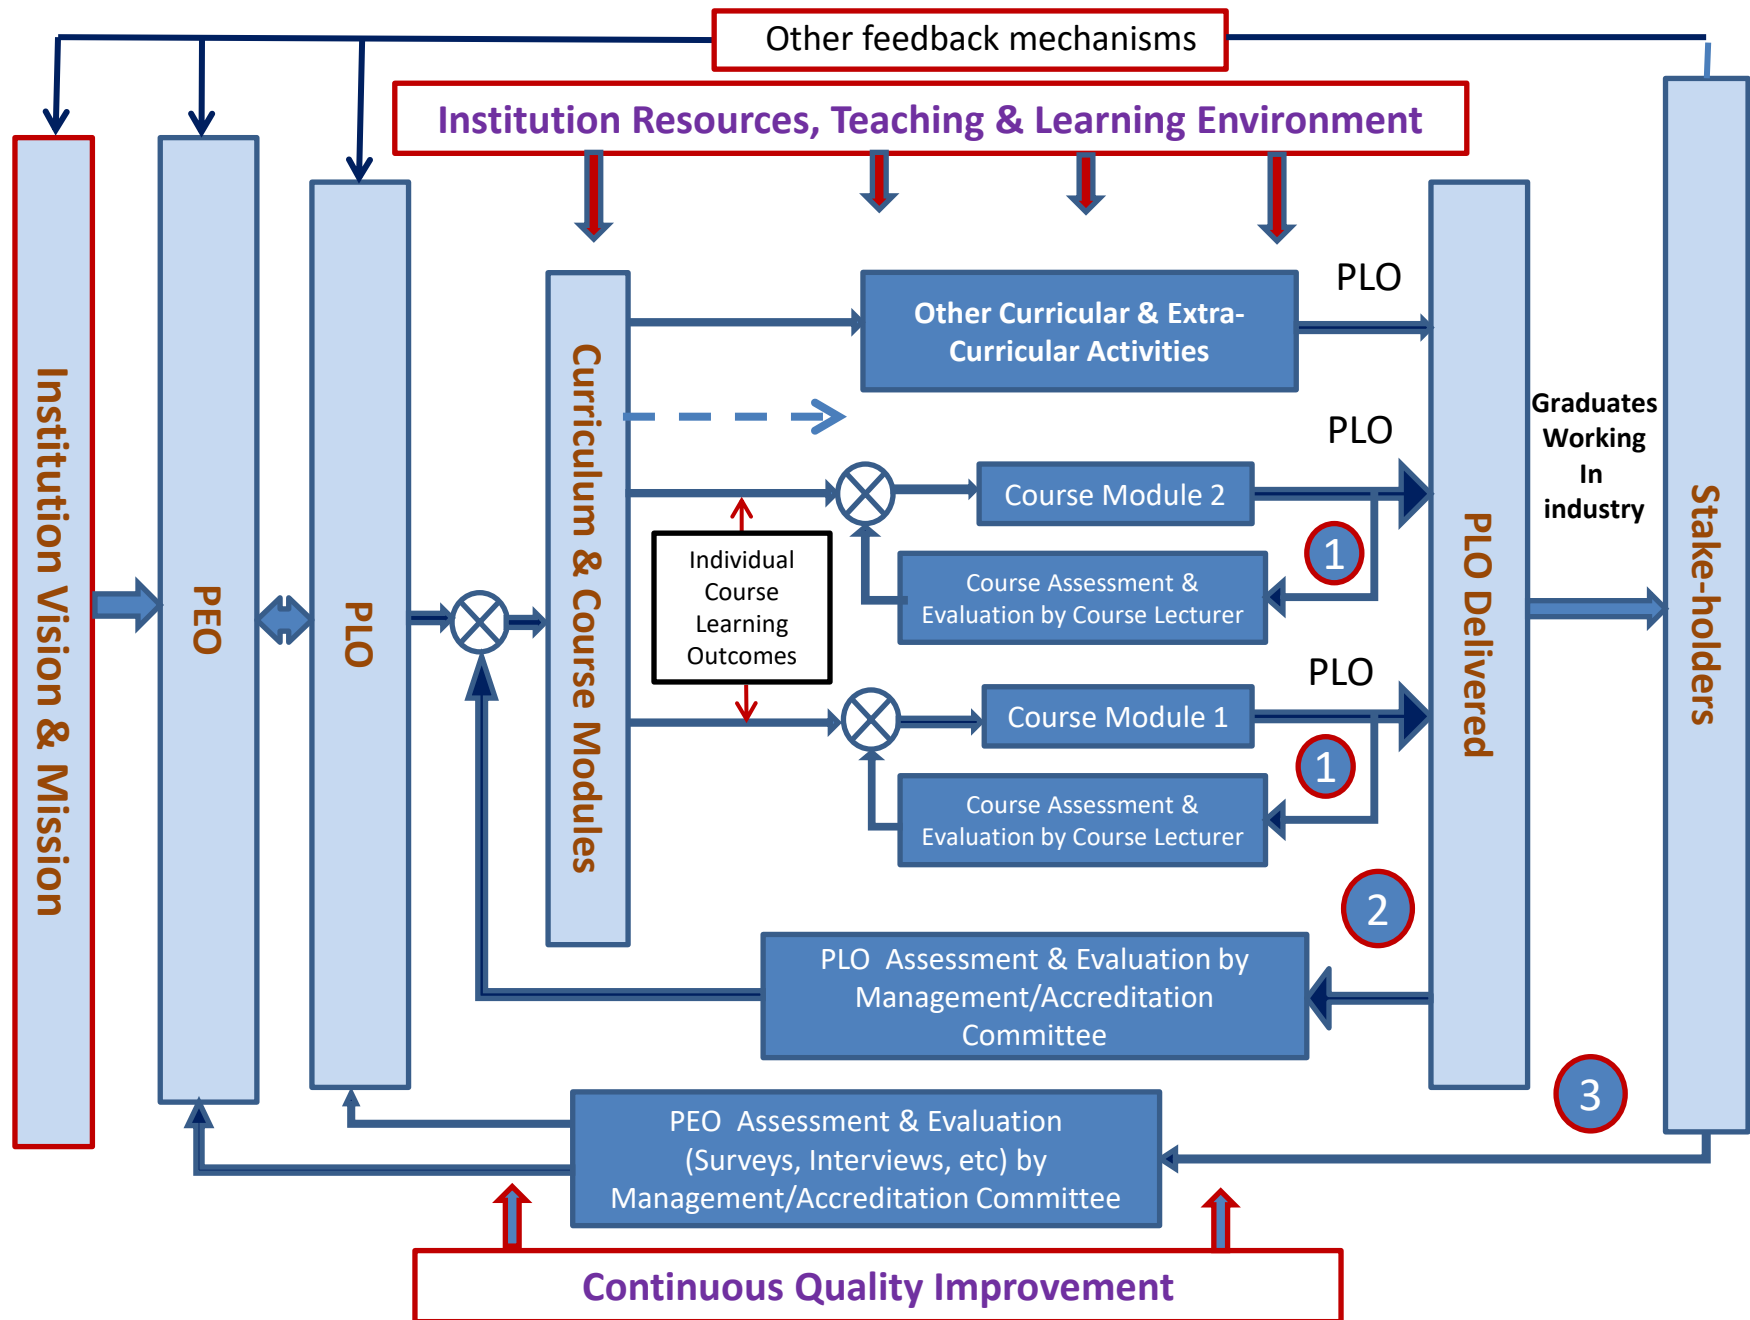 Other feedback mechanisms
Institution Resources, Teaching & Learning Environment
Institution Vision & Mission
PEO
PLO
Curriculum & Course Modules
Other Curricular & Extra-
Curricular Activities
PLO
PLO
Course Module 2
1
Course Assessment &
Evaluation by Course Lecturer
Individual
Course
Learning
Outcomes
PLO
Course Module 1
1
Course Assessment &
Evaluation by Course Lecturer
PLO Delivered
Graduates
Working
In
industry
Stake-holders
2
PLO Assessment & Evaluation by
Management/Accreditation
Committee
3
PEO Assessment & Evaluation
(Surveys, Interviews, etc) by
Management/Accreditation Committee
Continuous Quality Improvement